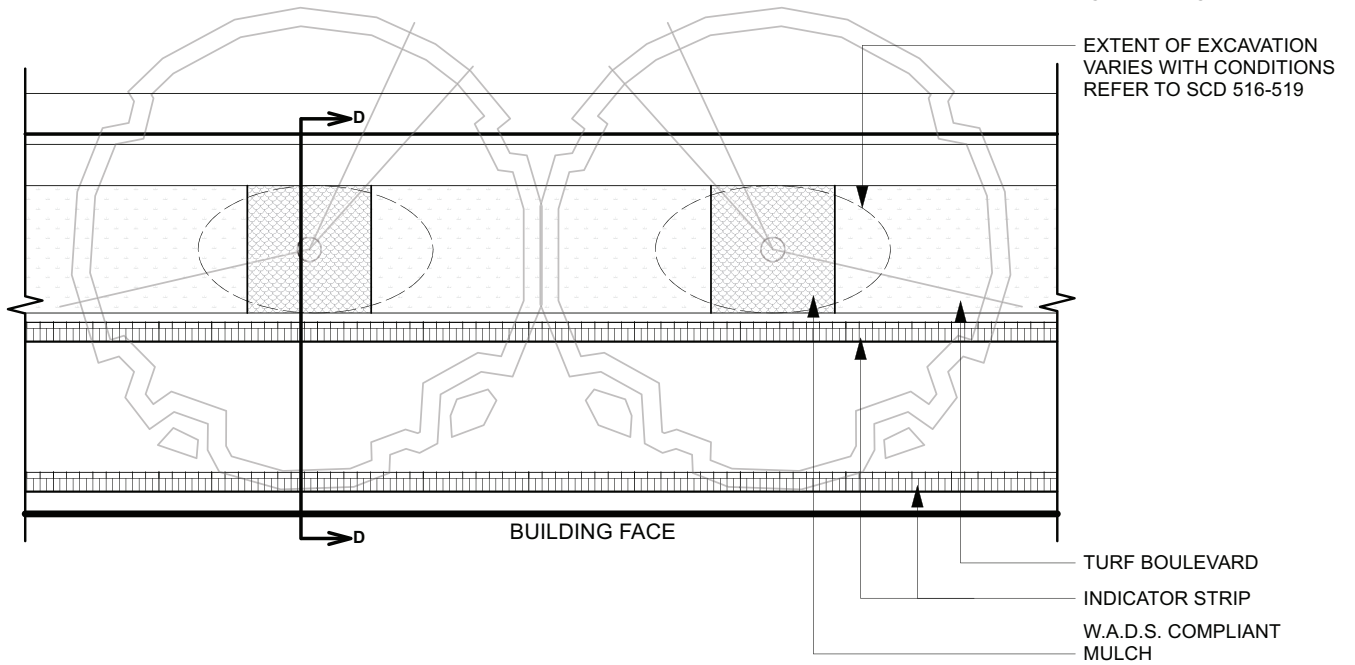 EXTENT OF EXCAVATION
VARIES WITH CONDITIONS
REFER TO SCD 516-519
D
D
BUILDING FACE
TURF BOULEVARD
INDICATOR STRIP
W.A.D.S. COMPLIANT
MULCH